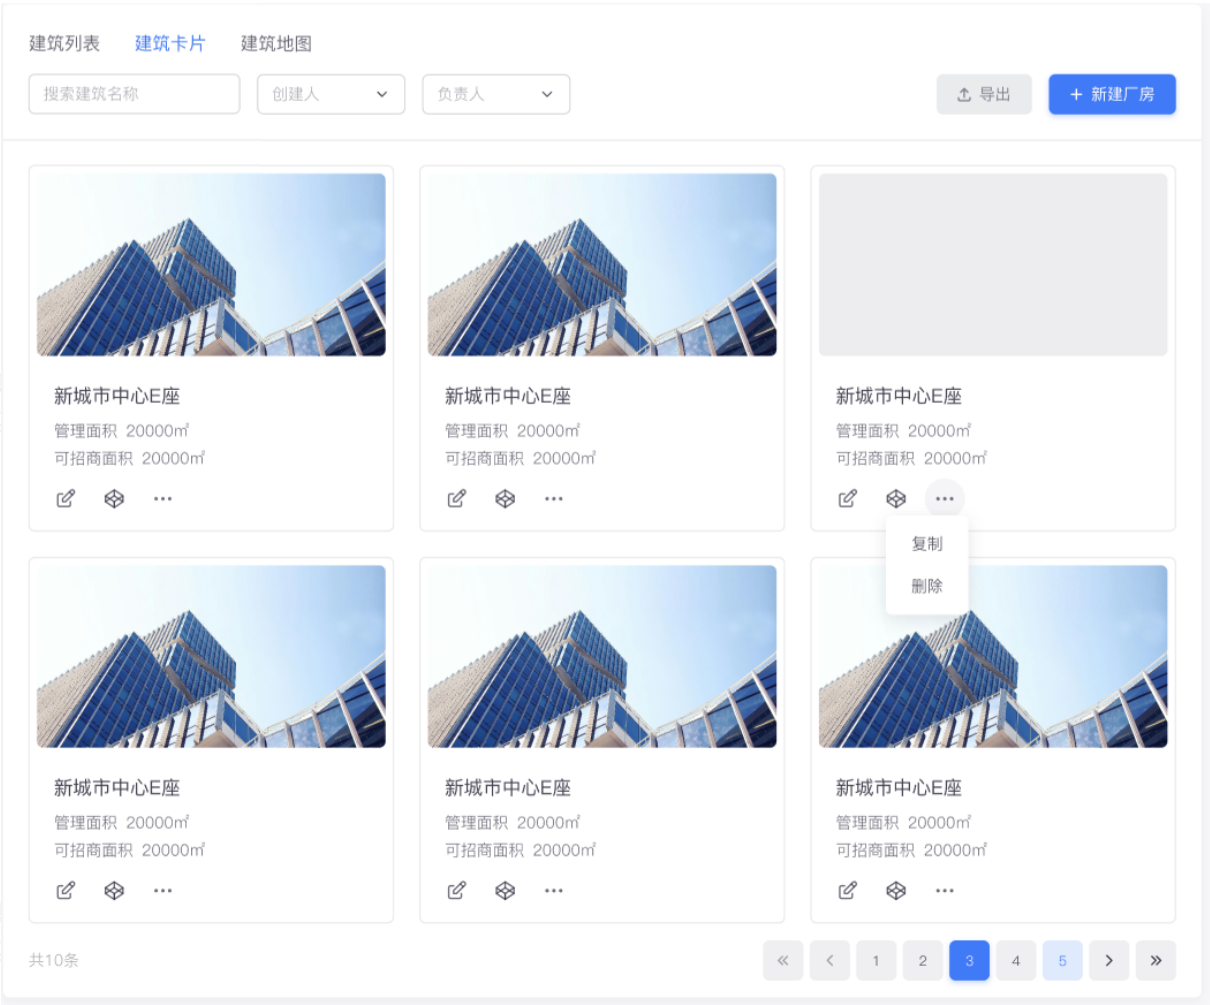 建筑列表 建筑卡片 建筑地图
搜索建筑名称 创建人 负责人 导出 + 新建厂房
新城市中心E座 新城市中心E座 新城市中心E座
管理面积 20000㎡ 管理面积 20000㎡ 管理面积 20000㎡
可招商面积 20000㎡ 可招商面积 20000㎡ 可招商面积 20000㎡
复制
删除
新城市中心E座 新城市中心E座 新城市中心E座
管理面积 20000㎡ 管理面积 20000㎡ 管理面积 20000㎡
可招商面积 20000㎡ 可招商面积 20000㎡ 可招商面积 20000㎡
共10条 « < 1 2 3 4 5 > »